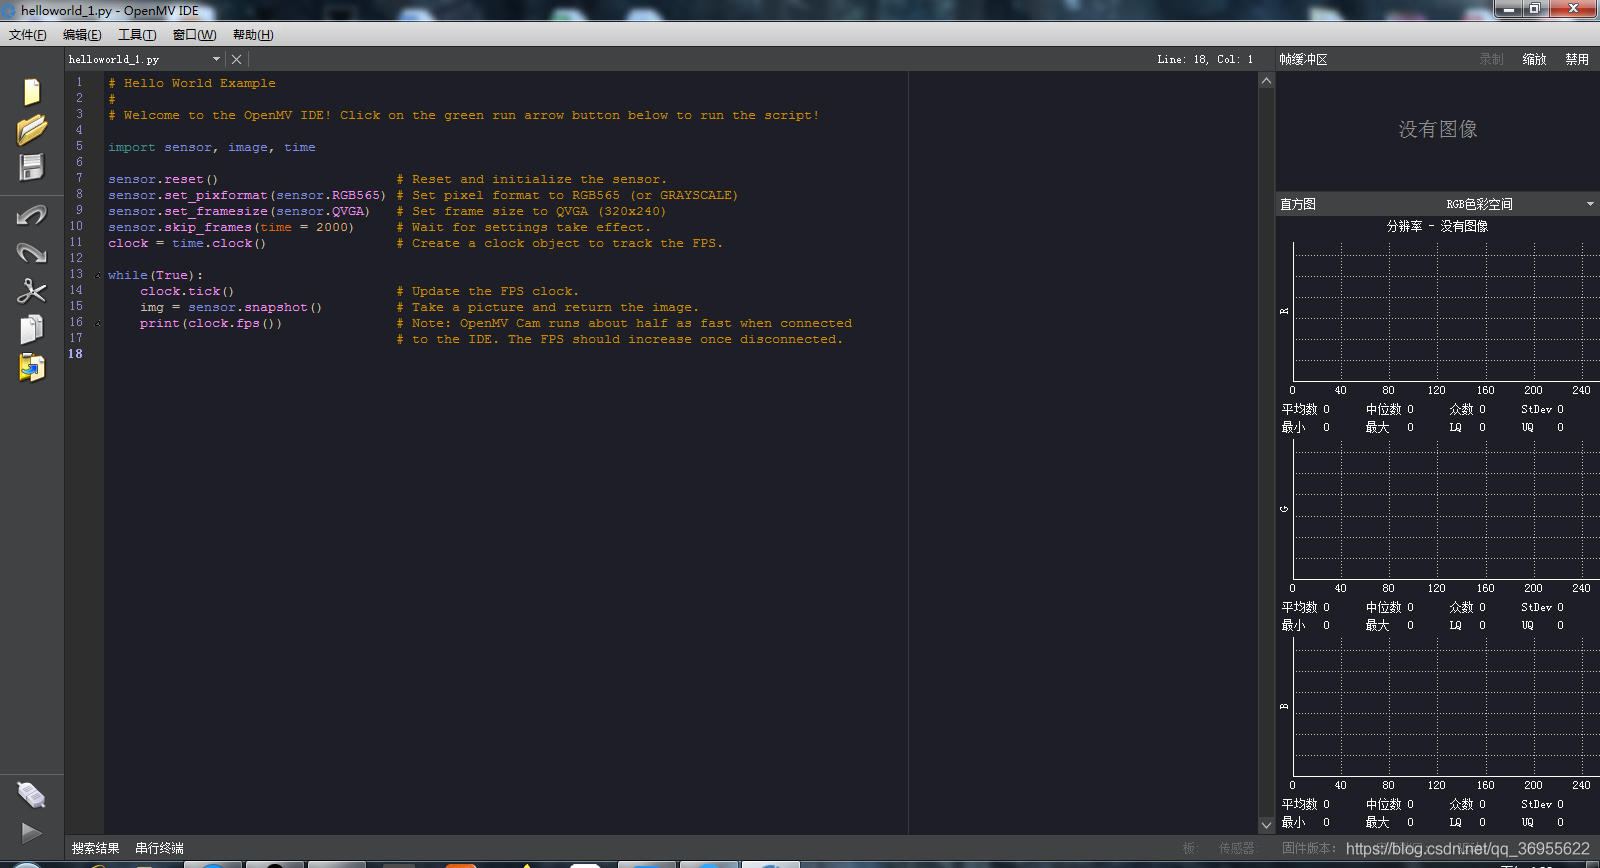 helloworld_1.py - OpenMV IDE
文件(F) 编辑(E) 工具(T) 窗口(W) 帮助(H)
helloworld_1.py Line: 18, Col: 1 帧缓冲区 录制 缩放 禁用
1 # Hello World Example
2 #
3 # Welcome to the OpenMV IDE! Click on the green run arrow button below to run the script!
4
5 import sensor, image, time
6
7 sensor.reset() # Reset and initialize the sensor.
8 sensor.set_pixformat(sensor.RGB565) # Set pixel format to RGB565 (or GRAYSCALE)
9 sensor.set_framesize(sensor.QVGA) # Set frame size to QVGA (320x240)
10 sensor.skip_frames(time = 2000) # Wait for settings take effect.
11 clock = time.clock() # Create a clock object to track the FPS.
12
13 while(True):
14 clock.tick() # Update the FPS clock.
15 img = sensor.snapshot() # Take a picture and return the image.
16 print(clock.fps()) # Note: OpenMV Cam runs about half as fast when connected
17 # to the IDE. The FPS should increase once disconnected.
18
没有图像
直方图 RGB色彩空间
分辨率 - 没有图像
R
0 40 80 120 160 200 240
平均数 0 中位数 0 众数 0 StDev 0
最小 0 最大 0 LQ 0 UQ 0
G
0 40 80 120 160 200 240
平均数 0 中位数 0 众数 0 StDev 0
最小 0 最大 0 LQ 0 UQ 0
B
0 40 80 120 160 200 240
平均数 0 中位数 0 众数 0 StDev 0
最小 0 最大 0 LQ 0 UQ 0
搜索结果 串行终端 板: 传感器: 固件版本:
https://blog.csdn.net/qq_36955622